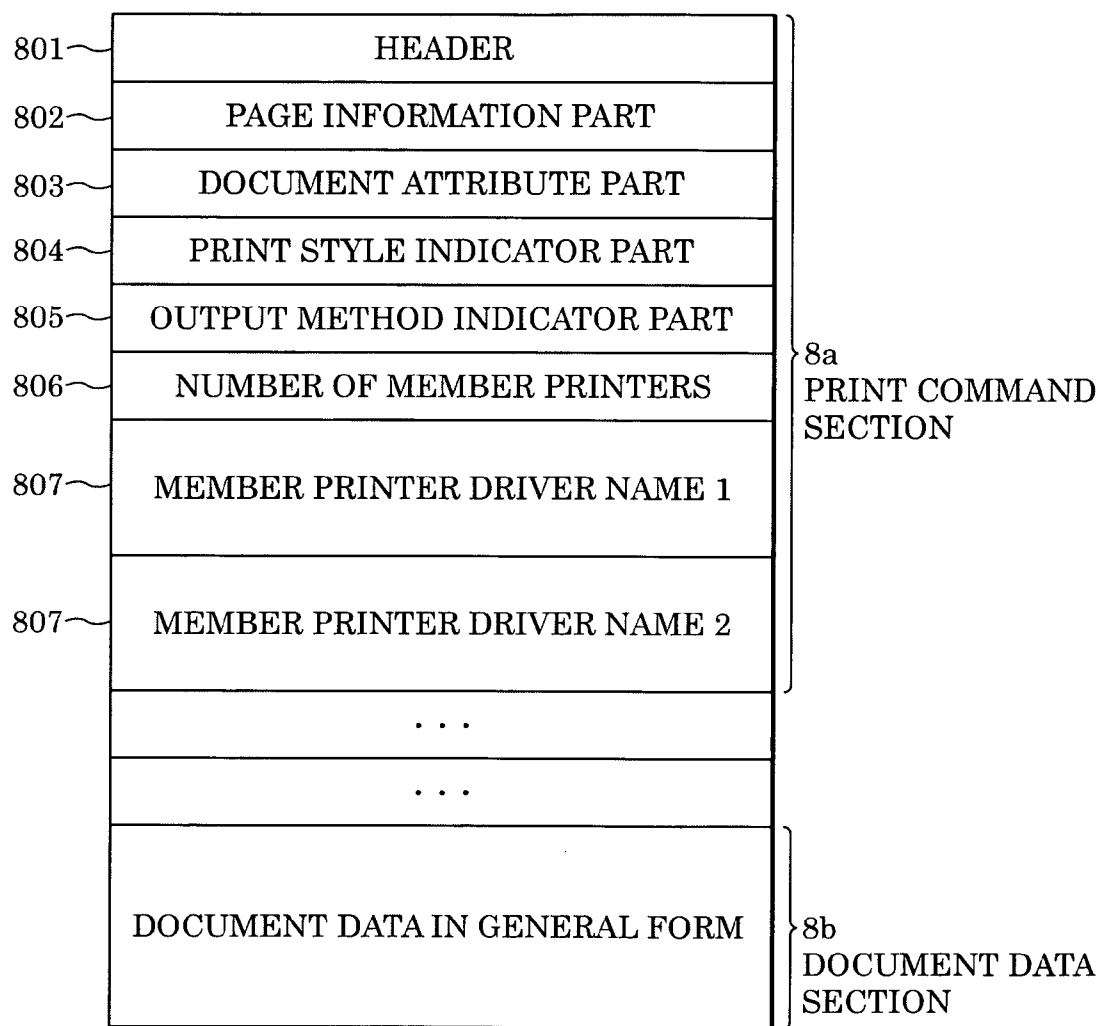 801 HEADER
802 PAGE INFORMATION PART
803 DOCUMENT ATTRIBUTE PART
804 PRINT STYLE INDICATOR PART
805 OUTPUT METHOD INDICATOR PART
806 NUMBER OF MEMBER PRINTERS
8a
PRINT COMMAND
SECTION
807 MEMBER PRINTER DRIVER NAME 1
807 MEMBER PRINTER DRIVER NAME 2
. . .
. . .
DOCUMENT DATA IN GENERAL FORM
8b
DOCUMENT DATA
SECTION